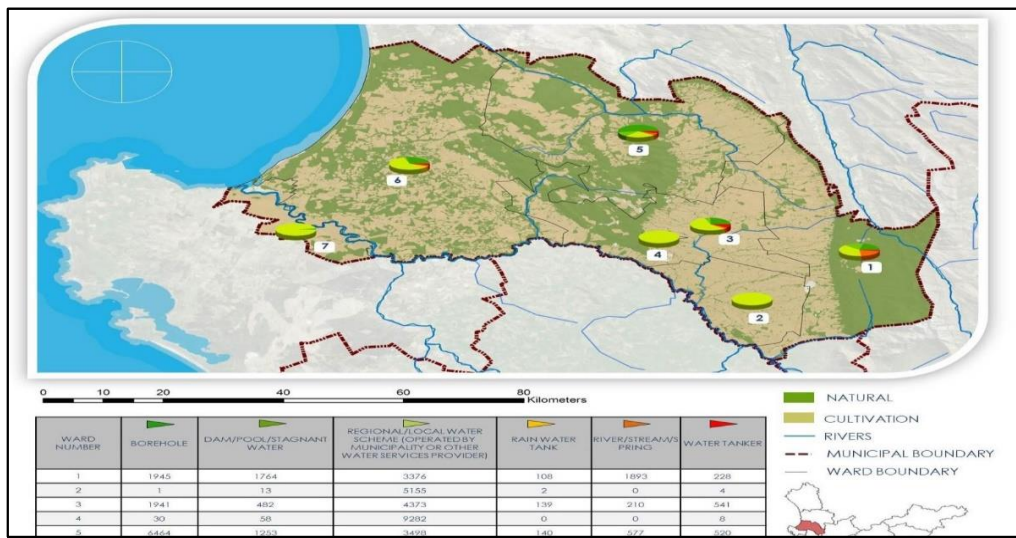 5
6
3
7
4
1
2
0 10 20 40 60 80
Kilometers
NATURAL
CULTIVATION
RIVERS
MUNICIPAL BOUNDARY
WARD BOUNDARY
WARD NUMBER
BOREHOLE
DAM/POOL/STAGNANT
WATER
REGIONAL/LOCAL WATER
SCHEME (OPERATED BY
MUNICIPALITY OR OTHER
WATER SERVICES PROVIDER)
RAIN WATER
TANK
RIVER/STREAM/S
PRING
WATER TANKER
1 1945 1764 3376 108 1893 228
2 1 13 5155 2 0 4
3 1941 482 4373 139 210 541
4 30 58 9282 0 0 8
5 6464 1253 3498 140 577 520